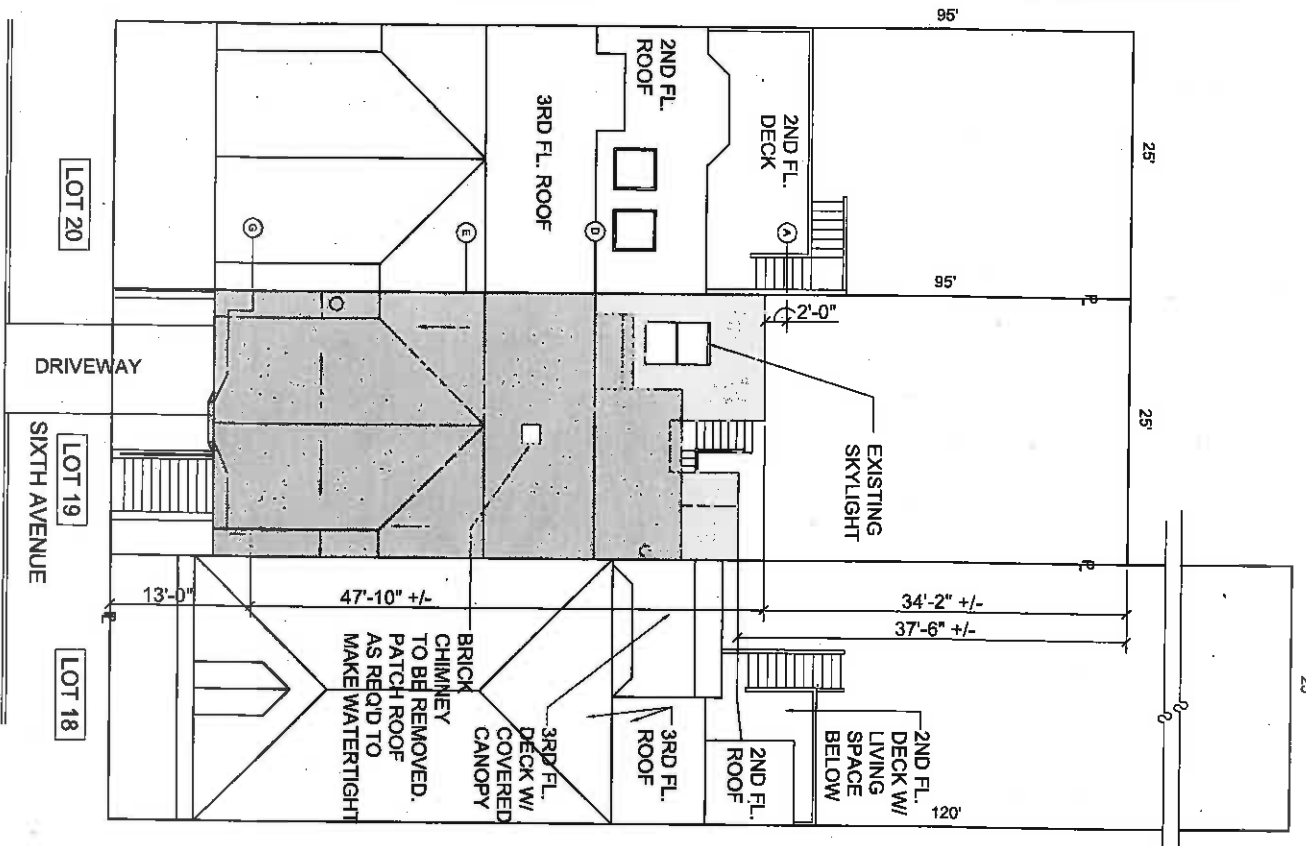 95'
25'
2ND FL.
ROOF
2ND FL.
DECK
3RD FL. ROOF
LOT 20
G
E
D
A
95'
PL
2'-0"
DRIVEWAY
SIXTH AVENUE
LOT 19
EXISTING
SKYLIGHT
25'
PL
13'-0"
47'-10" +/-
34'-2" +/-
37'-6" +/-
PL
LOT 18
BRICK
CHIMNEY
TO BE REMOVED.
PATCH ROOF
AS REQ'D TO
MAKE WATERTIGHT
3RD FL.
DECK W/
COVERED
CANOPY
3RD FL.
ROOF
2ND FL.
ROOF
2ND FL.
DECK W/
LIVING
SPACE
BELOW
120'